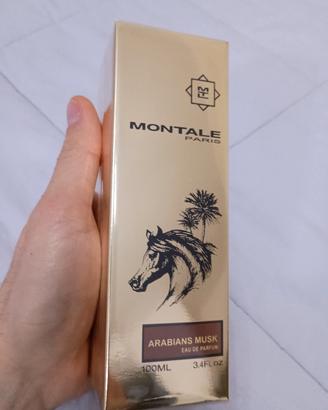 MONTALE
PARIS
ARABIANS MUSK
EAU DE PARFUM
100ML 3.4FL OZ